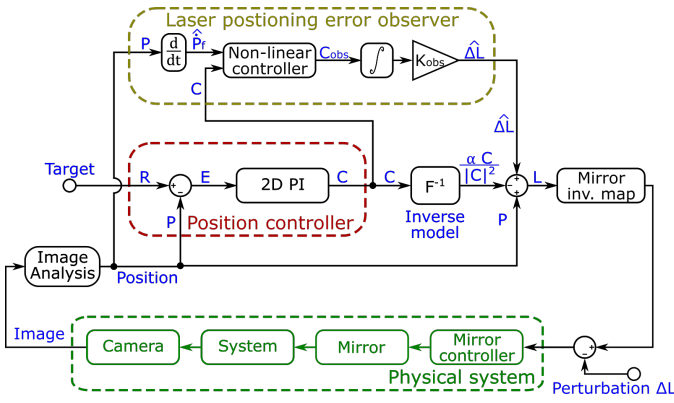 Laser postioning error observer
P
d
dt
P̂̇f
Non-linear
controller
Cobs
∫
Kobs
ΔL̂
C
ΔL̂
Target
R
+
−
E
2D PI
C
C
F⁻¹
α C
|C|²
−
+
+
L
Mirror
inv. map
P
Position controller
Inverse
model
P
Image
Analysis
Position
Image
Camera
System
Mirror
Mirror
controller
+
−
Physical system
Perturbation ΔL